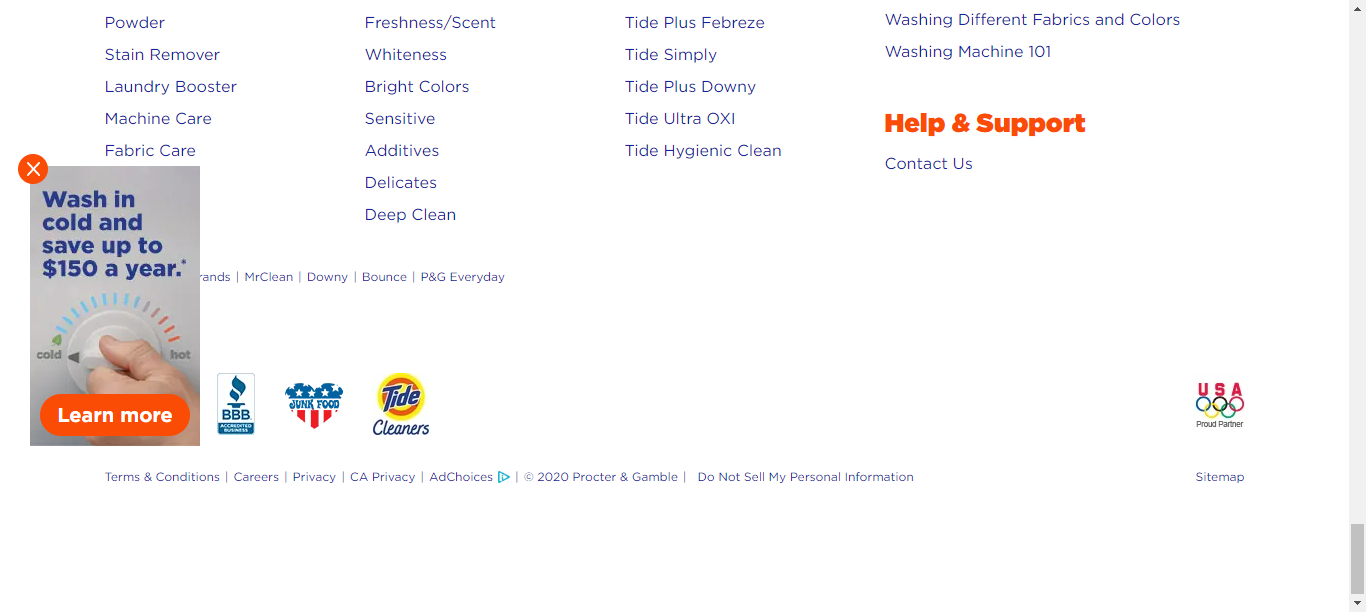 Powder
Stain Remover
Laundry Booster
Machine Care
Fabric Care
Freshness/Scent
Whiteness
Bright Colors
Sensitive
Additives
Delicates
Deep Clean
Tide Plus Febreze
Tide Simply
Tide Plus Downy
Tide Ultra OXI
Tide Hygienic Clean
Washing Different Fabrics and Colors
Washing Machine 101
Help & Support
Contact Us
Wash in
cold and
save up to
$150 a year.*
cold hot
Learn more
| MrClean | Downy | Bounce | P&G Everyday
BBB
ACCREDITED
BUSINESS
JUNK FOOD
Tide
Cleaners
USA
Proud Partner
Terms & Conditions | Careers | Privacy | CA Privacy | AdChoices | © 2020 Procter & Gamble | Do Not Sell My Personal Information
Sitemap